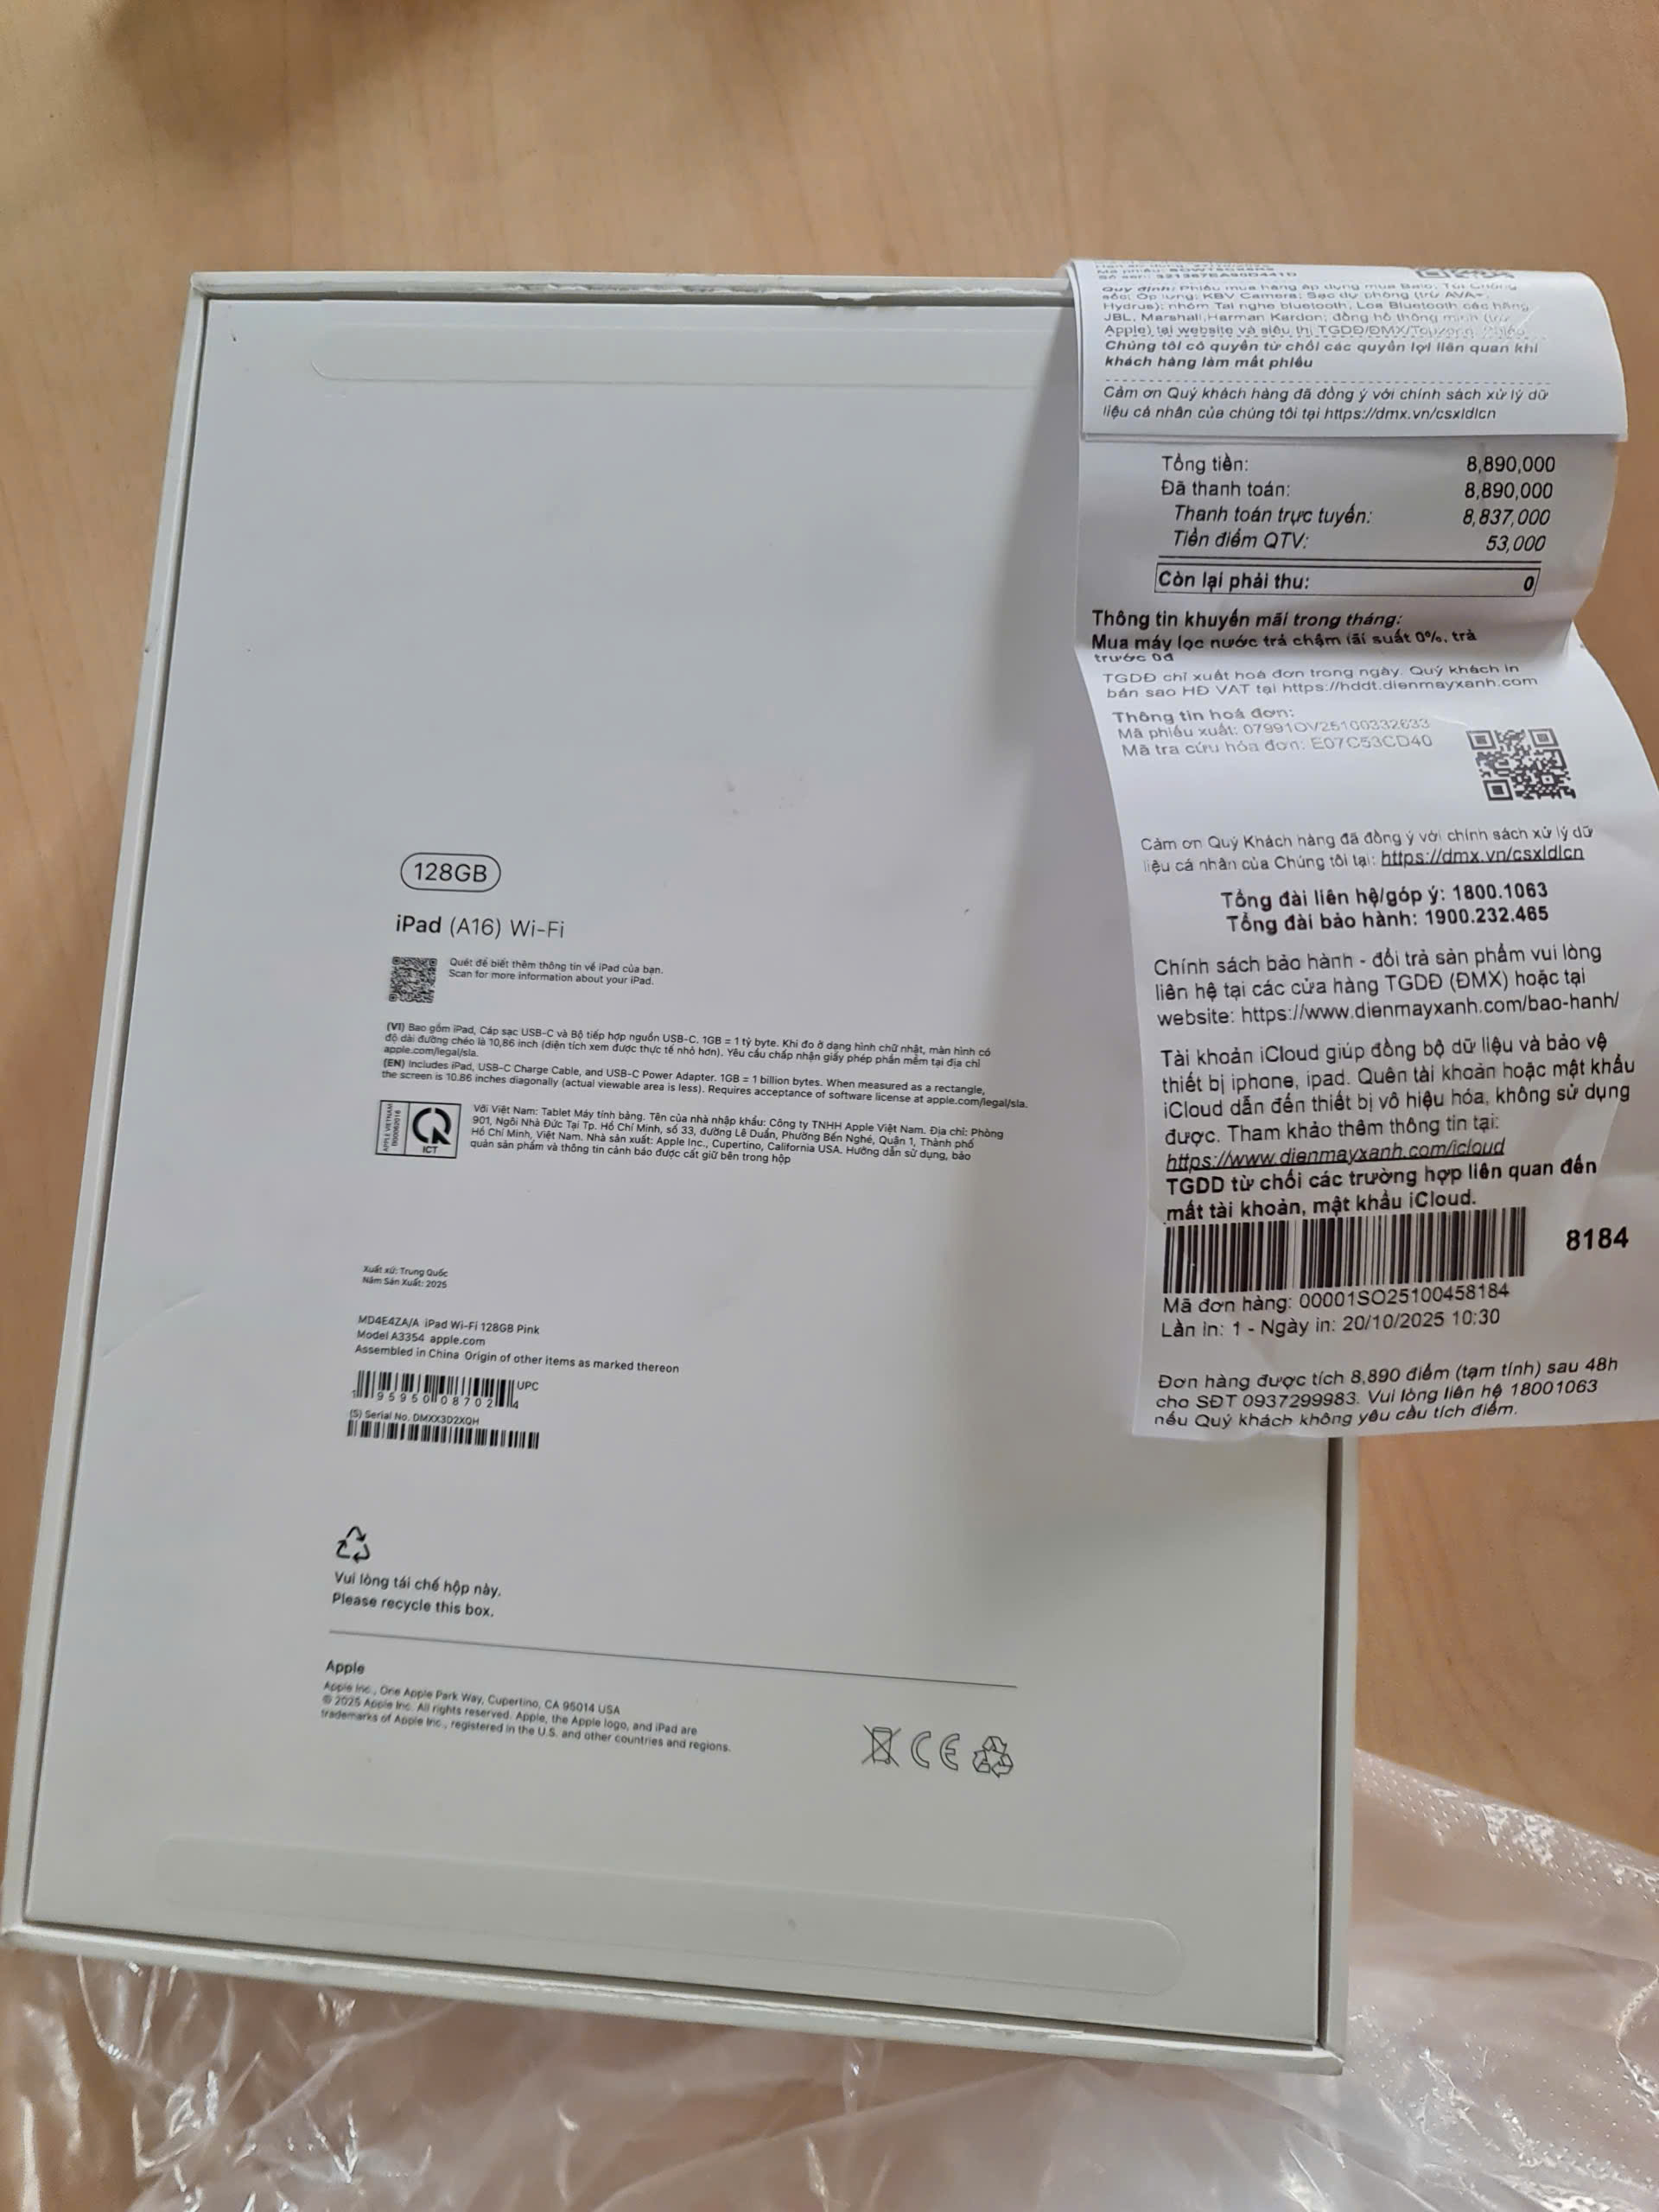 128GB
iPad (A16) Wi-Fi
Quét để biết thêm thông tin về iPad của bạn.
Scan for more information about your iPad.
(VI) Bao gồm iPad, Cáp sạc USB-C và Bộ tiếp hợp nguồn USB-C. 1GB = 1 tỷ byte. Khi đo ở dạng hình chữ nhật, màn hình có
độ dài đường chéo là 10,86 inch (diện tích xem được thực tế nhỏ hơn). Yêu cầu chấp nhận giấy phép phần mềm tại địa chỉ
apple.com/legal/sla.
(EN) Includes iPad, USB-C Charge Cable, and USB-C Power Adapter. 1GB = 1 billion bytes. When measured as a rectangle,
the screen is 10.86 inches diagonally (actual viewable area is less). Requires acceptance of software license at apple.com/legal/sla.
APPLE VIETNAM
ICT
Với Việt Nam: Tablet Máy tính bảng. Tên của nhà nhập khẩu: Công ty TNHH Apple Việt Nam. Địa chỉ: Phòng
901, Ngôi Nhà Đức Tại Tp. Hồ Chí Minh, số 33, đường Lê Duẩn, Phường Bến Nghé, Quận 1, Thành phố
Hồ Chí Minh, Việt Nam. Nhà sản xuất: Apple Inc., Cupertino, California USA. Hướng dẫn sử dụng, bảo
quản sản phẩm và thông tin cảnh báo được cất giữ bên trong hộp
Xuất xứ: Trung Quốc
Năm Sản Xuất: 2025
MD4E4ZA/A iPad Wi-Fi 128GB Pink
Model A3354 apple.com
Assembled in China Origin of other items as marked thereon
UPC
1 95950 08702 4
(S) Serial No. DMXX3D2XQH
Vui lòng tái chế hộp này.
Please recycle this box.
Apple
Apple Inc., One Apple Park Way, Cupertino, CA 95014 USA
© 2025 Apple Inc. All rights reserved. Apple, the Apple logo, and iPad are
trademarks of Apple Inc., registered in the U.S. and other countries and regions.
CE
Quy định: Phiếu mua hàng áp dụng mua Balo, Túi chống
sốc; Ốp lưng; KBV Camera; Sạc dự phòng (trừ AVA+,
Hydrus); nhóm Tai nghe bluetooth, Loa Bluetooth các hãng
JBL, Marshall, Harman Kardon; đồng hồ thông minh (trừ
Apple) tại website và siêu thị TGDĐ/ĐMX/Topzone.
Chúng tôi có quyền từ chối các quyền lợi liên quan khi
khách hàng làm mất phiếu
Cảm ơn Quý khách hàng đã đồng ý với chính sách xử lý dữ
liệu cá nhân của chúng tôi tại https://dmx.vn/csxldlcn
Tổng tiền: 8,890,000
Đã thanh toán: 8,890,000
Thanh toán trực tuyến: 8,837,000
Tiền điểm QTV: 53,000
Còn lại phải thu: 0
Thông tin khuyến mãi trong tháng:
Mua máy lọc nước trả chậm lãi suất 0%, trả
trước 0đ
TGDĐ chỉ xuất hoá đơn trong ngày. Quý khách in
bản sao HĐ VAT tại https://hddt.dienmayxanh.com
Thông tin hoá đơn:
Mã phiếu xuất: 07991OV25100332633
Mã tra cứu hóa đơn: E07C53CD40
Cảm ơn Quý Khách hàng đã đồng ý với chính sách xử lý dữ
liệu cá nhân của Chúng tôi tại: https://dmx.vn/csxldlcn
Tổng đài liên hệ/góp ý: 1800.1063
Tổng đài bảo hành: 1900.232.465
Chính sách bảo hành - đổi trả sản phẩm vui lòng
liên hệ tại các cửa hàng TGDĐ (ĐMX) hoặc tại
website: https://www.dienmayxanh.com/bao-hanh/
Tài khoản iCloud giúp đồng bộ dữ liệu và bảo vệ
thiết bị iphone, ipad. Quên tài khoản hoặc mật khẩu
iCloud dẫn đến thiết bị vô hiệu hóa, không sử dụng
được. Tham khảo thêm thông tin tại:
https://www.dienmayxanh.com/icloud
TGDD từ chối các trường hợp liên quan đến
mất tài khoản, mật khẩu iCloud.
8184
Mã đơn hàng: 00001SO25100458184
Lần in: 1 - Ngày in: 20/10/2025 10:30
Đơn hàng được tích 8,890 điểm (tạm tính) sau 48h
cho SĐT 0937299983. Vui lòng liên hệ 18001063
nếu Quý khách không yêu cầu tích điểm.